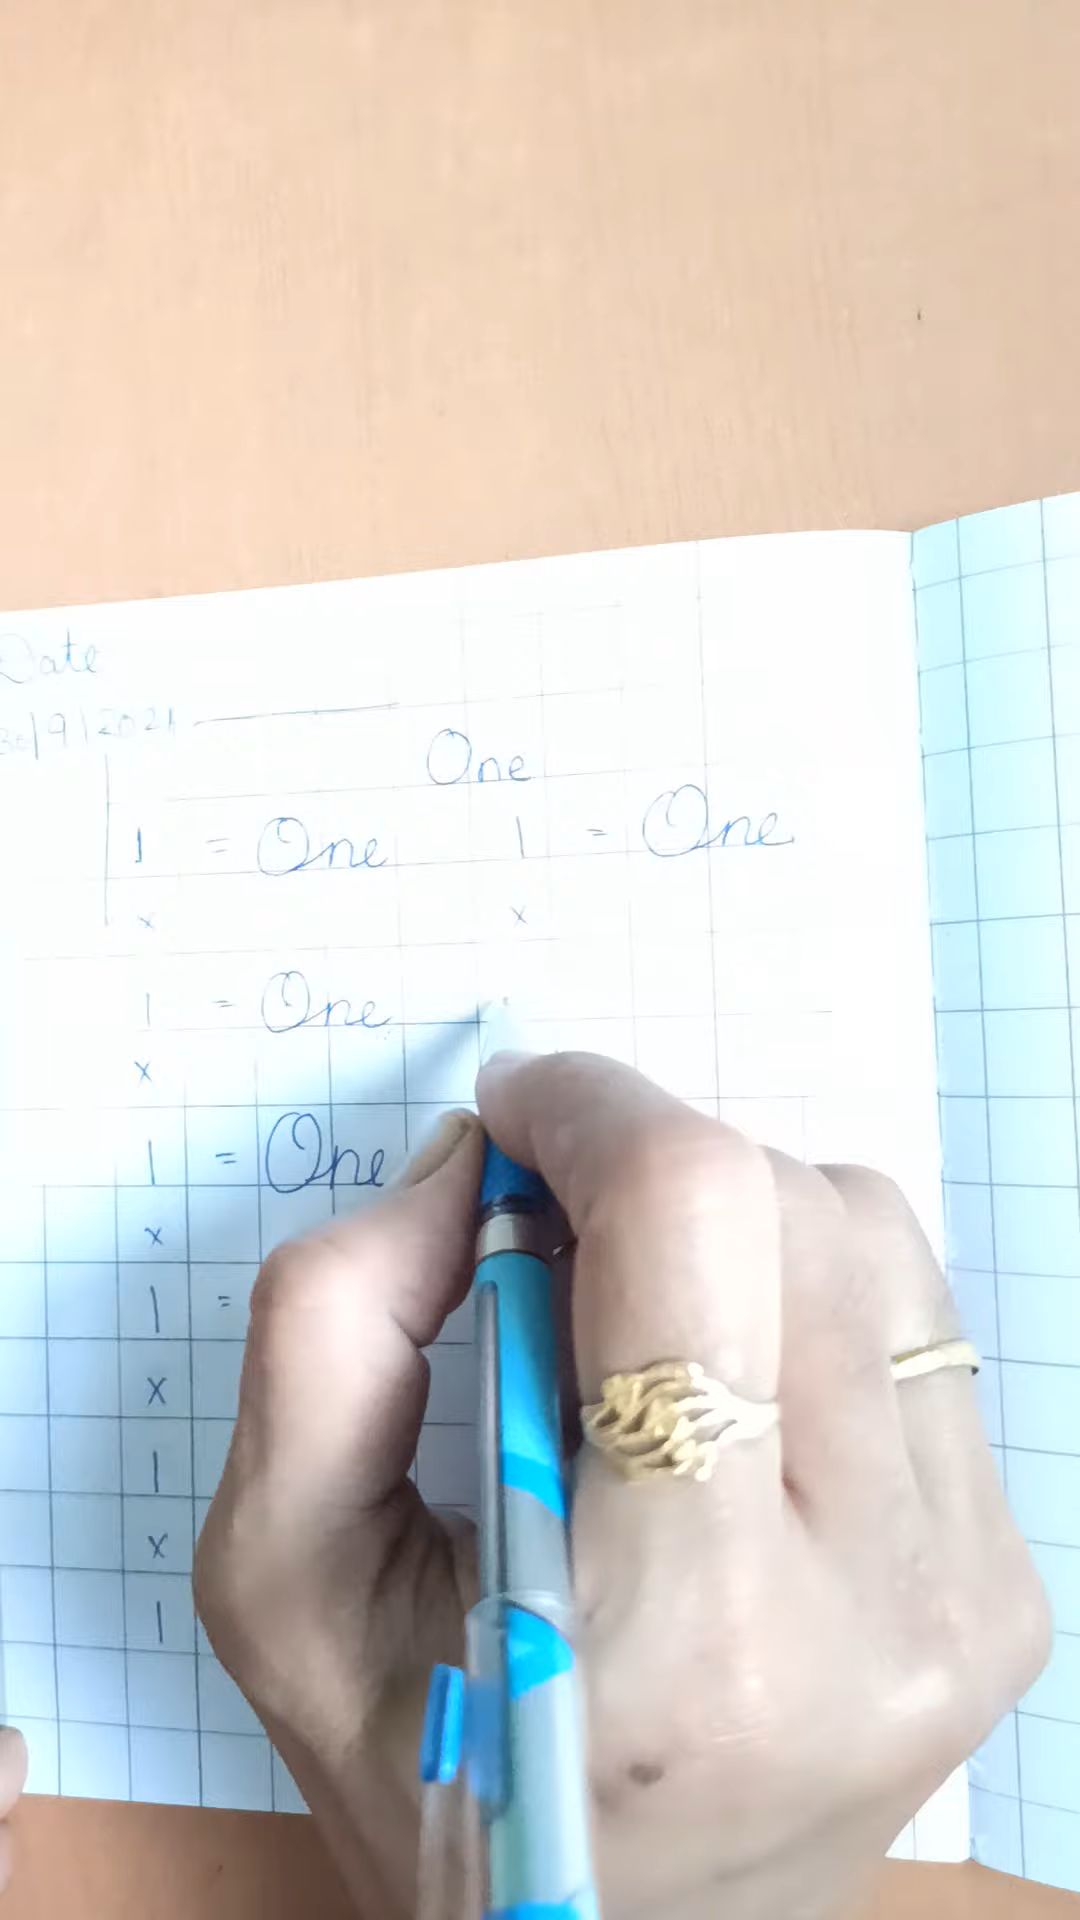 Date
30/9/2021
One
1 = One 1 = One
x x
1 = One
x
1 = One
x
1 =
x
1
x
1